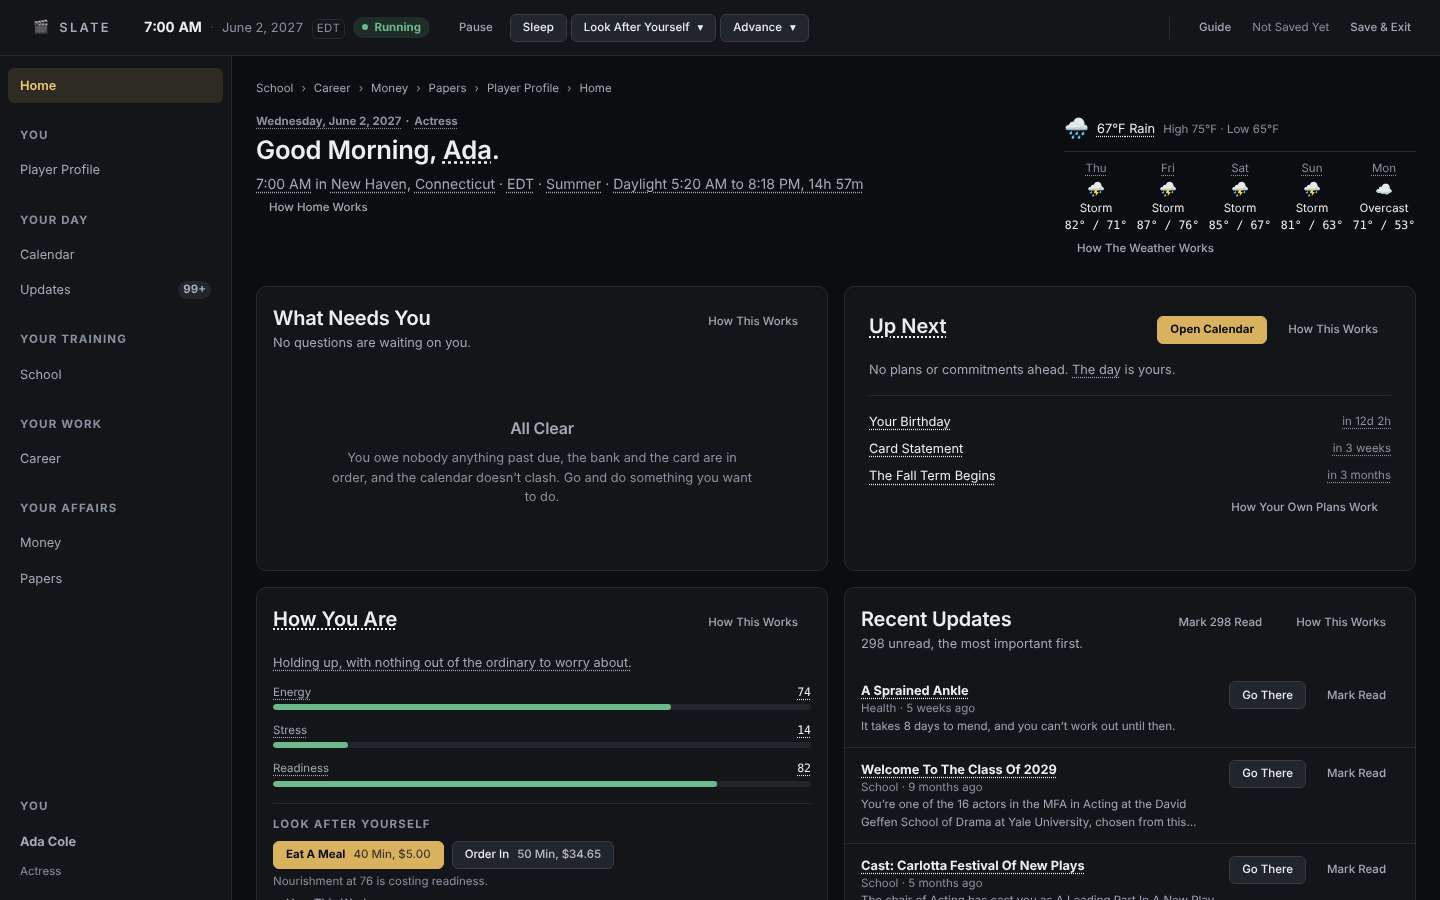 SLATE
7:00 AM · June 2, 2027 EDT Running
Pause
Sleep
Look After Yourself ▾
Advance ▾
Guide
Not Saved Yet
Save & Exit
Home
YOU
Player Profile
YOUR DAY
Calendar
Updates 99+
YOUR TRAINING
School
YOUR WORK
Career
YOUR AFFAIRS
Money
Papers
YOU
Ada Cole
Actress
School › Career › Money › Papers › Player Profile › Home
Wednesday, June 2, 2027 · Actress
Good Morning, Ada.
7:00 AM in New Haven, Connecticut · EDT · Summer · Daylight 5:20 AM to 8:18 PM, 14h 57m
How Home Works
67°F Rain High 75°F · Low 65°F
Thu Fri Sat Sun Mon
Storm Storm Storm Storm Overcast
82° / 71° 87° / 76° 85° / 67° 81° / 63° 71° / 53°
How The Weather Works
What Needs You
How This Works
No questions are waiting on you.
All Clear
You owe nobody anything past due, the bank and the card are in
order, and the calendar doesn't clash. Go and do something you want
to do.
Up Next
Open Calendar
How This Works
No plans or commitments ahead. The day is yours.
Your Birthday in 12d 2h
Card Statement in 3 weeks
The Fall Term Begins in 3 months
How Your Own Plans Work
How You Are
How This Works
Holding up, with nothing out of the ordinary to worry about.
Energy 74
Stress 14
Readiness 82
LOOK AFTER YOURSELF
Eat A Meal 40 Min, $5.00
Order In 50 Min, $34.65
Nourishment at 76 is costing readiness.
Recent Updates
Mark 298 Read
How This Works
298 unread, the most important first.
A Sprained Ankle
Go There
Mark Read
Health · 5 weeks ago
It takes 8 days to mend, and you can't work out until then.
Welcome To The Class Of 2029
Go There
Mark Read
School · 9 months ago
You're one of the 16 actors in the MFA in Acting at the David
Geffen School of Drama at Yale University, chosen from this...
Cast: Carlotta Festival Of New Plays
Go There
Mark Read
School · 5 months ago
The chair of Acting has cast you as A Leading Part In A New Play